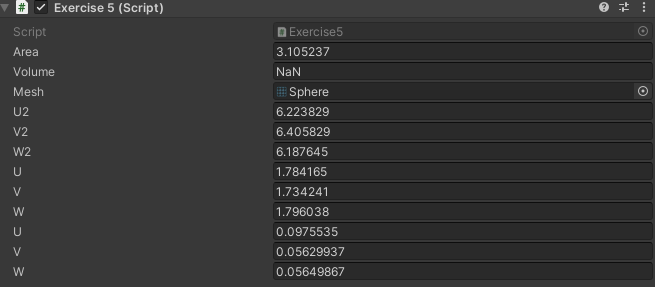 Exercise 5 (Script)
Script Exercise5
Area 3.105237
Volume NaN
Mesh Sphere
U2 6.223829
V2 6.405829
W2 6.187645
U 1.784165
V 1.734241
W 1.796038
U 0.0975535
V 0.05629937
W 0.05649867